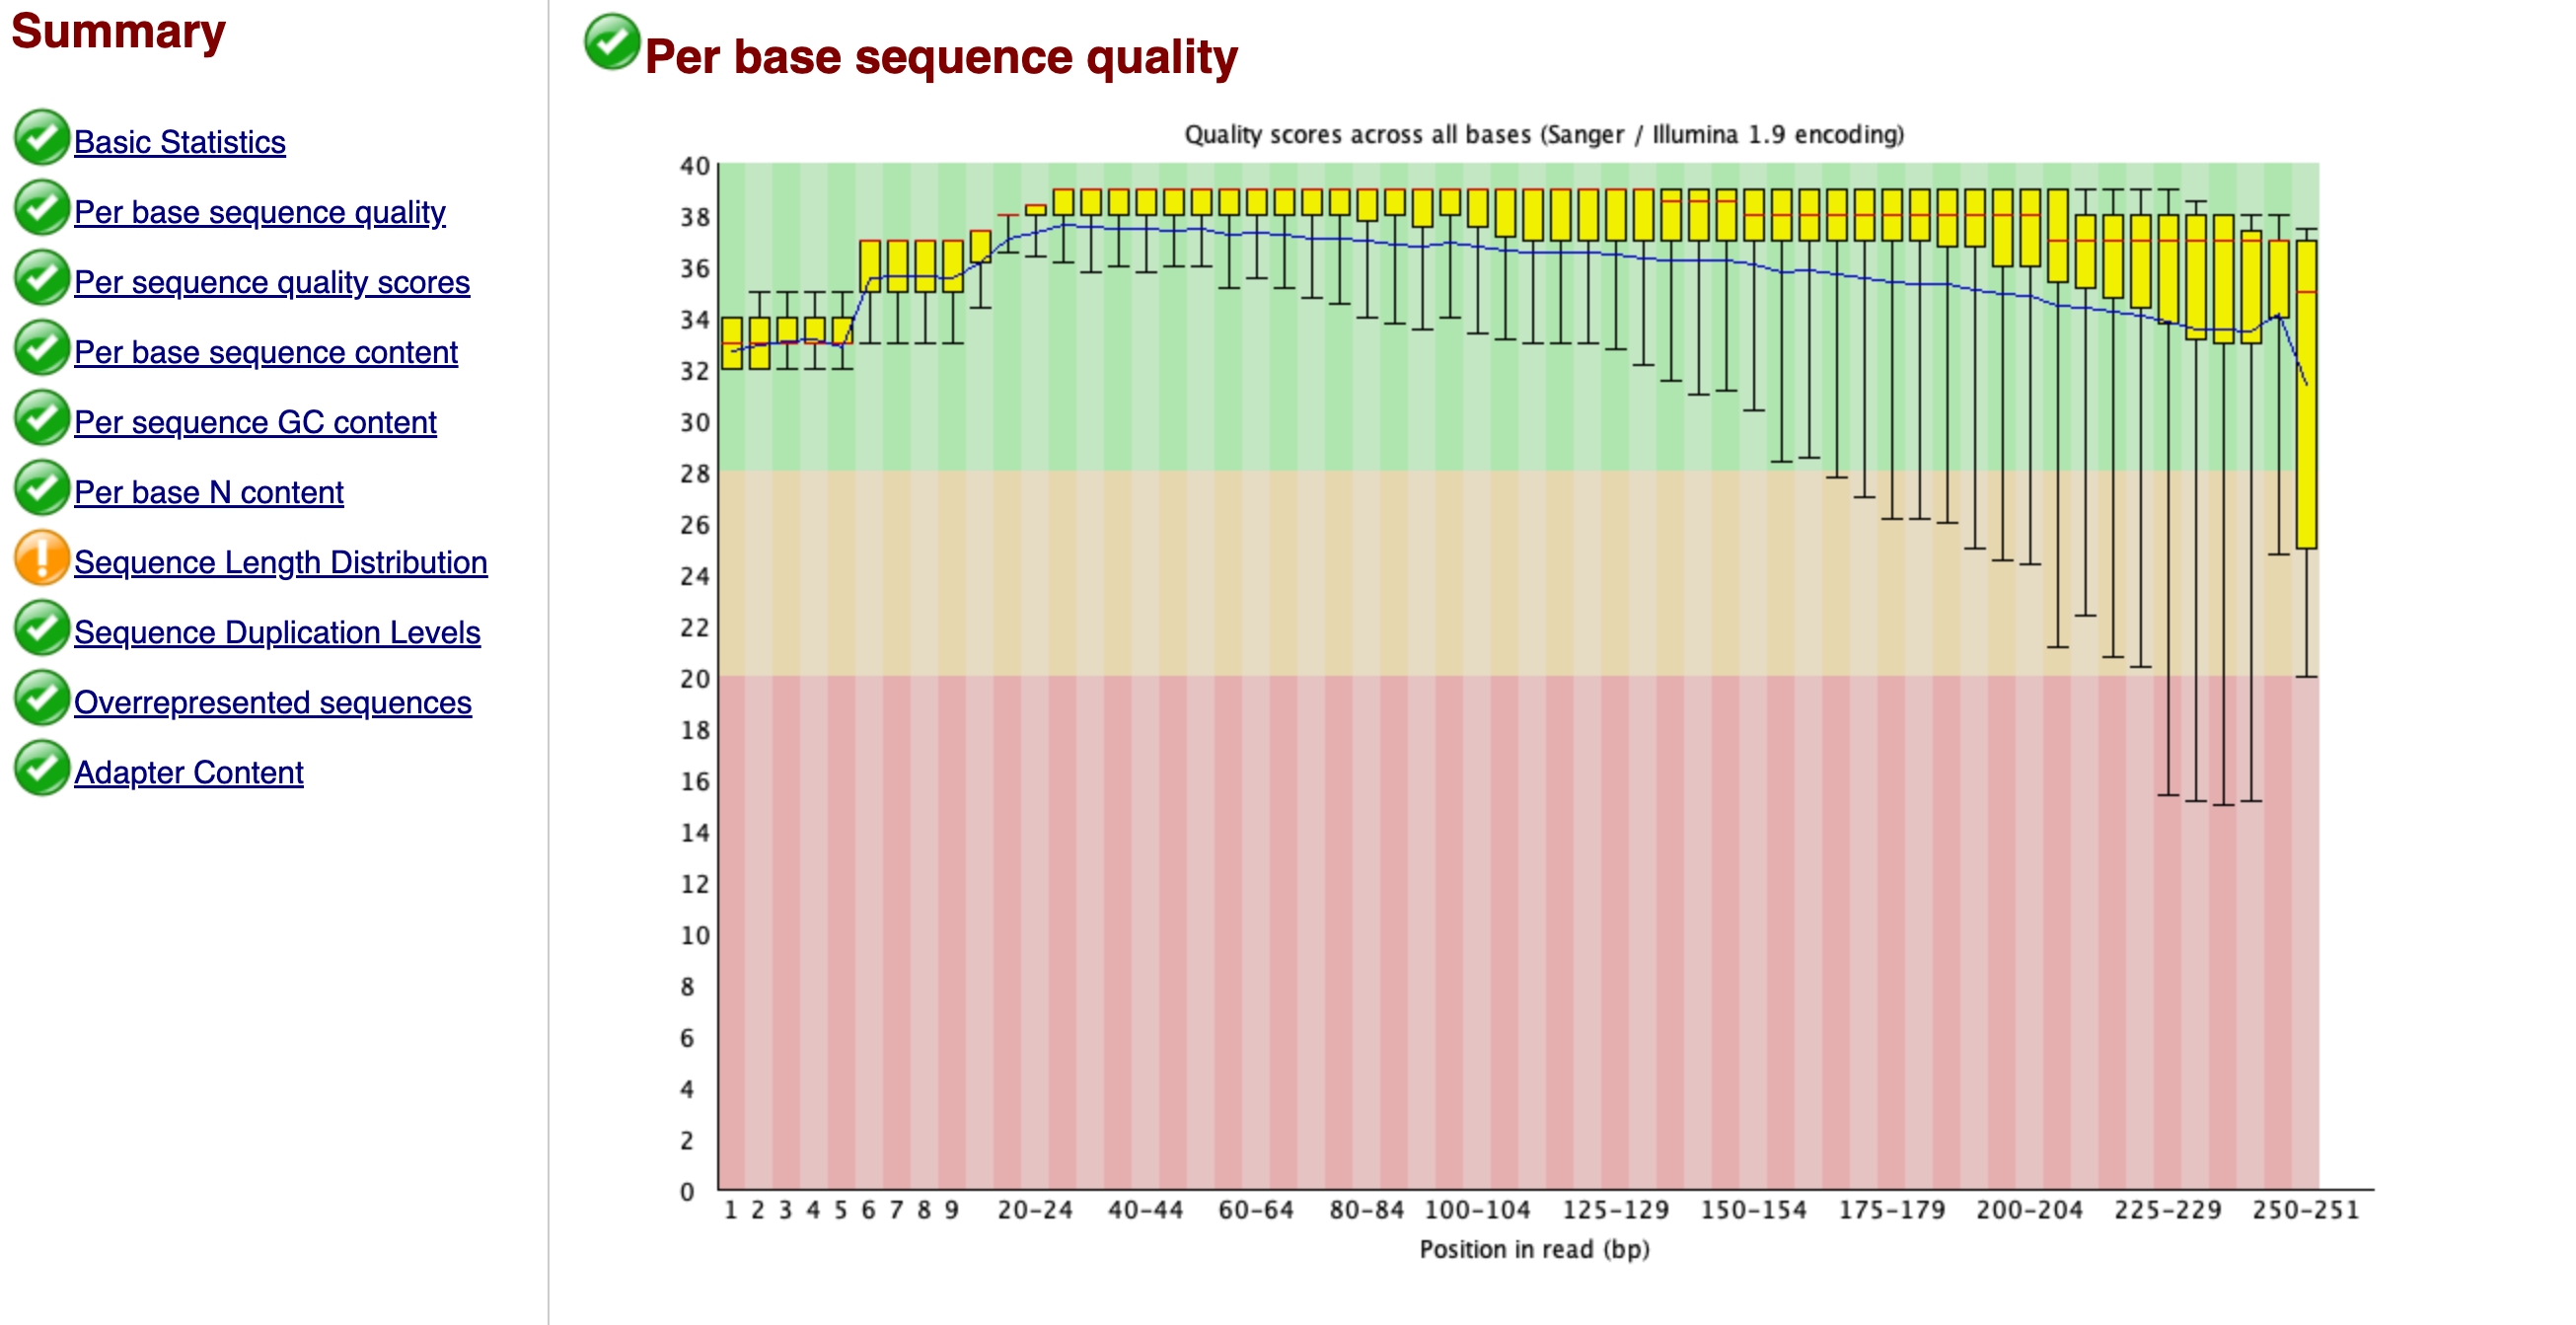 Summary
Basic Statistics
Per base sequence quality
Per sequence quality scores
Per base sequence content
Per sequence GC content
Per base N content
Sequence Length Distribution
Sequence Duplication Levels
Overrepresented sequences
Adapter Content
Per base sequence quality
Quality scores across all bases (Sanger / Illumina 1.9 encoding)
40
38
36
34
32
30
28
26
24
22
20
18
16
14
12
10
8
6
4
2
0
1 2 3 4 5 6 7 8 9 20-24 40-44 60-64 80-84 100-104 125-129 150-154 175-179 200-204 225-229 250-251
Position in read (bp)